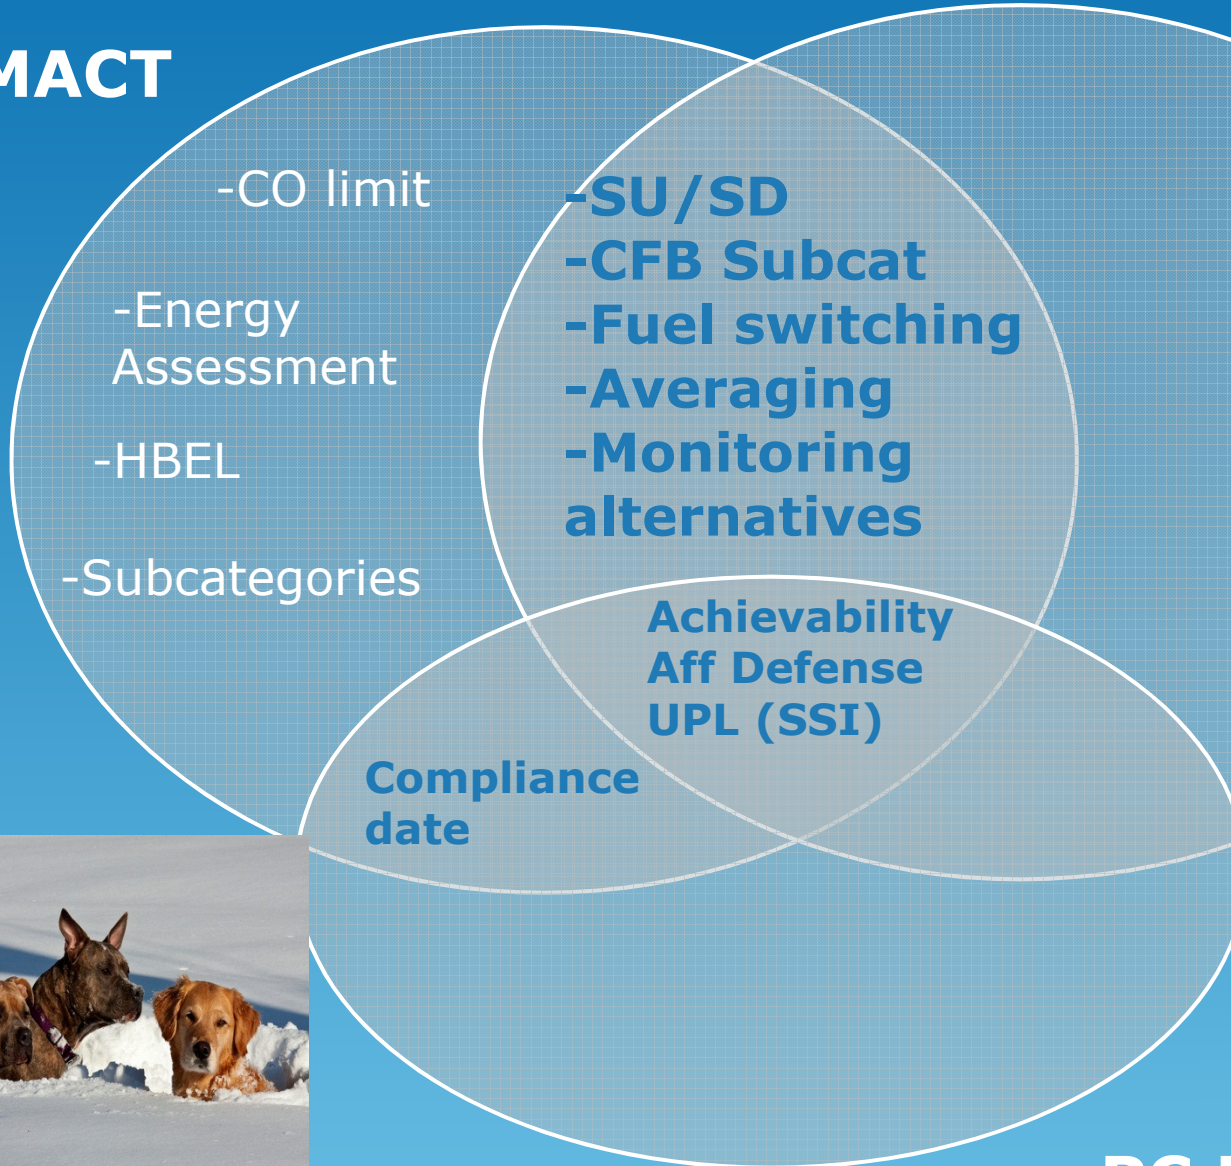 MACT
-CO limit
-Energy
Assessment
-HBEL
-Subcategories
-SU/SD
-CFB Subcat
-Fuel switching
-Averaging
-Monitoring
alternatives
Achievability
Aff Defense
UPL (SSI)
Compliance
date